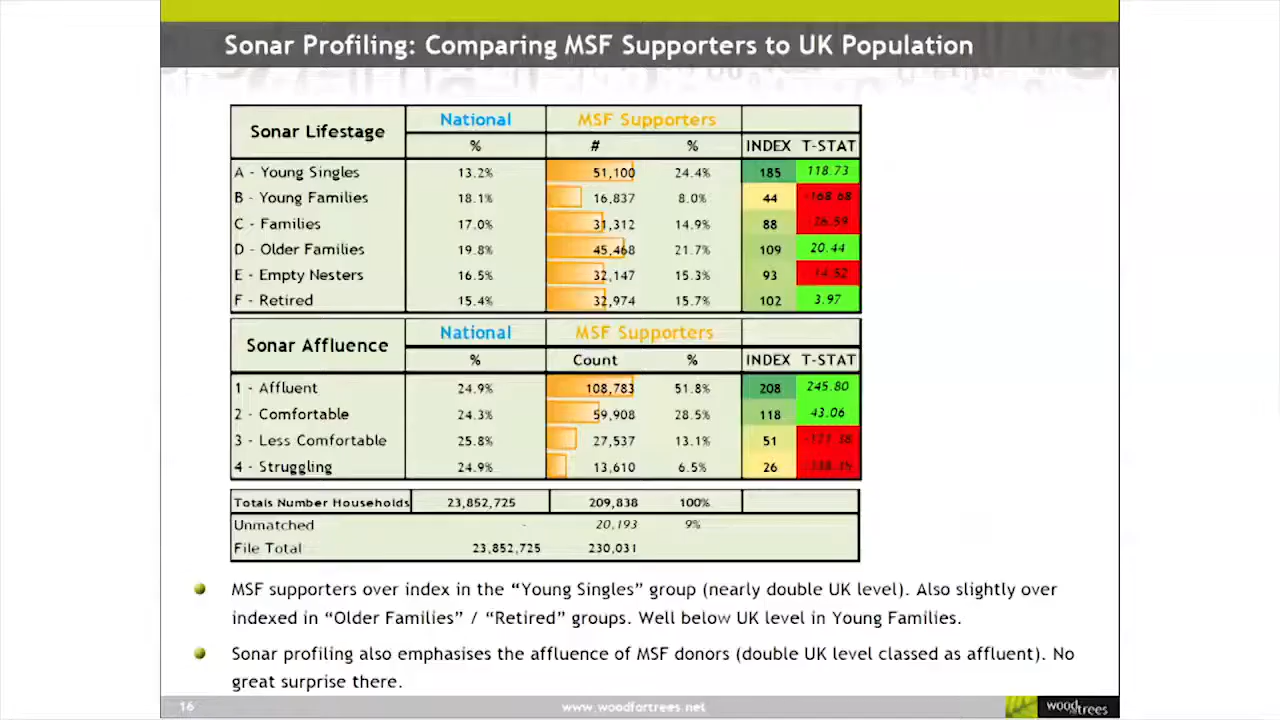 Sonar Profiling: Comparing MSF Supporters to UK Population
Sonar Lifestage National MSF Supporters
% # % INDEX T-STAT
A - Young Singles 13.2% 51,100 24.4% 185 118.73
B - Young Families 18.1% 16,837 8.0% 44 -168.68
C - Families 17.0% 31,312 14.9% 88 -26.59
D - Older Families 19.8% 45,468 21.7% 109 20.44
E - Empty Nesters 16.5% 32,147 15.3% 93 -14.52
F - Retired 15.4% 32,974 15.7% 102 3.97
Sonar Affluence National MSF Supporters
% Count % INDEX T-STAT
1 - Affluent 24.9% 108,783 51.8% 208 245.80
2 - Comfortable 24.3% 59,908 28.5% 118 43.06
3 - Less Comfortable 25.8% 27,537 13.1% 51
4 - Struggling 24.9% 13,610 6.5% 26
Totals Number Households 23,852,725 209,838 100%
Unmatched - 20,193 9%
File Total 23,852,725 230,031
MSF supporters over index in the “Young Singles” group (nearly double UK level). Also slightly over
indexed in “Older Families” / “Retired” groups. Well below UK level in Young Families.
Sonar profiling also emphasises the affluence of MSF donors (double UK level classed as affluent). No
great surprise there.
16 www.woodfortrees.net wood for trees